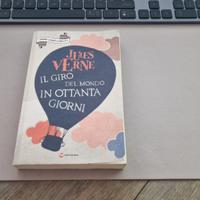 JULES
VERNE
IL GIRO
DEL MONDO
IN OTTANTA
GIORNI